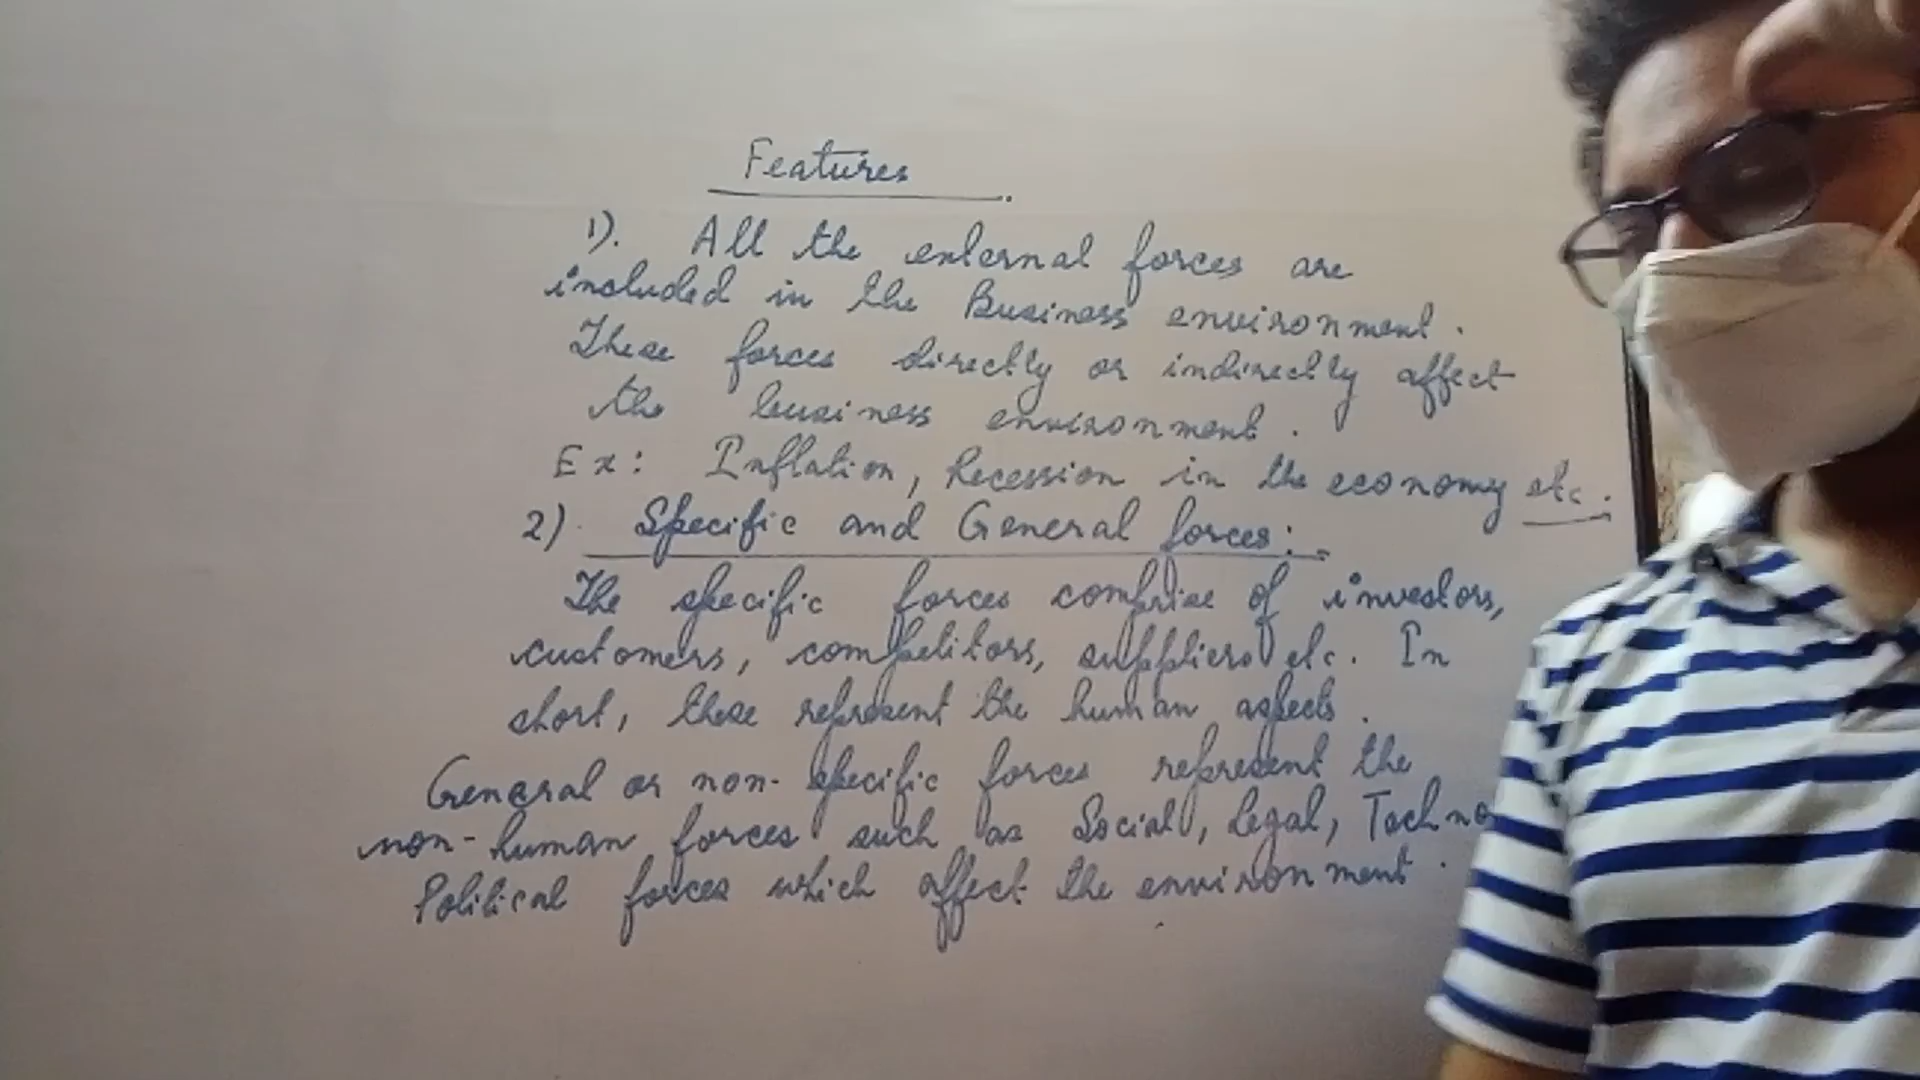 Features
1). All the external forces are
included in the Business environment.
These forces directly or indirectly affect
the business environment.
Ex: Inflation, Recession in the economy etc.
2). Specific and General forces:
The specific forces comprise of investors,
customers, competitors, suppliers etc. In
short, these represent the human aspects.
General or non-specific forces represent the
non-human forces such as Social, Legal, Techno
Political forces which affect the environment.